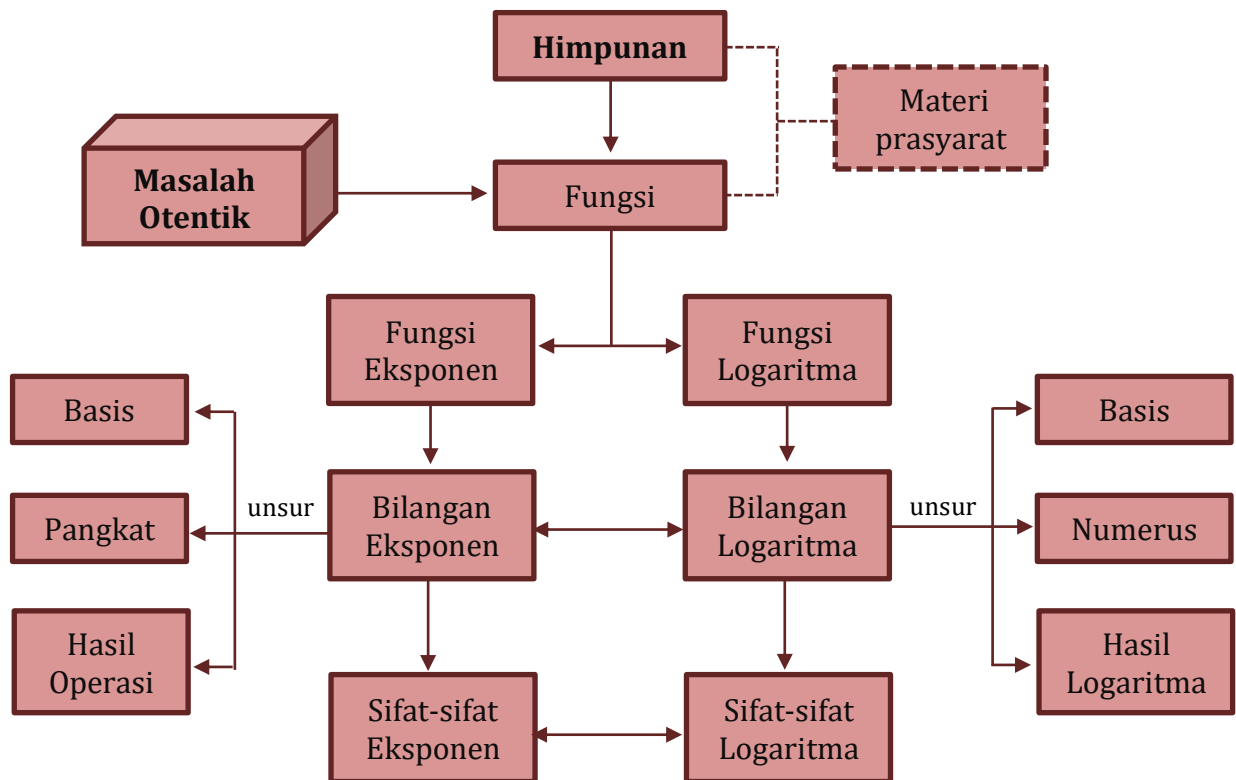 Himpunan
Materi
prasyarat
Masalah
Otentik
Fungsi
Fungsi
Eksponen
Fungsi
Logaritma
Basis
Basis
unsur
Pangkat
Bilangan
Eksponen
Bilangan
Logaritma
unsur
Numerus
Hasil
Operasi
Hasil
Logaritma
Sifat-sifat
Eksponen
Sifat-sifat
Logaritma